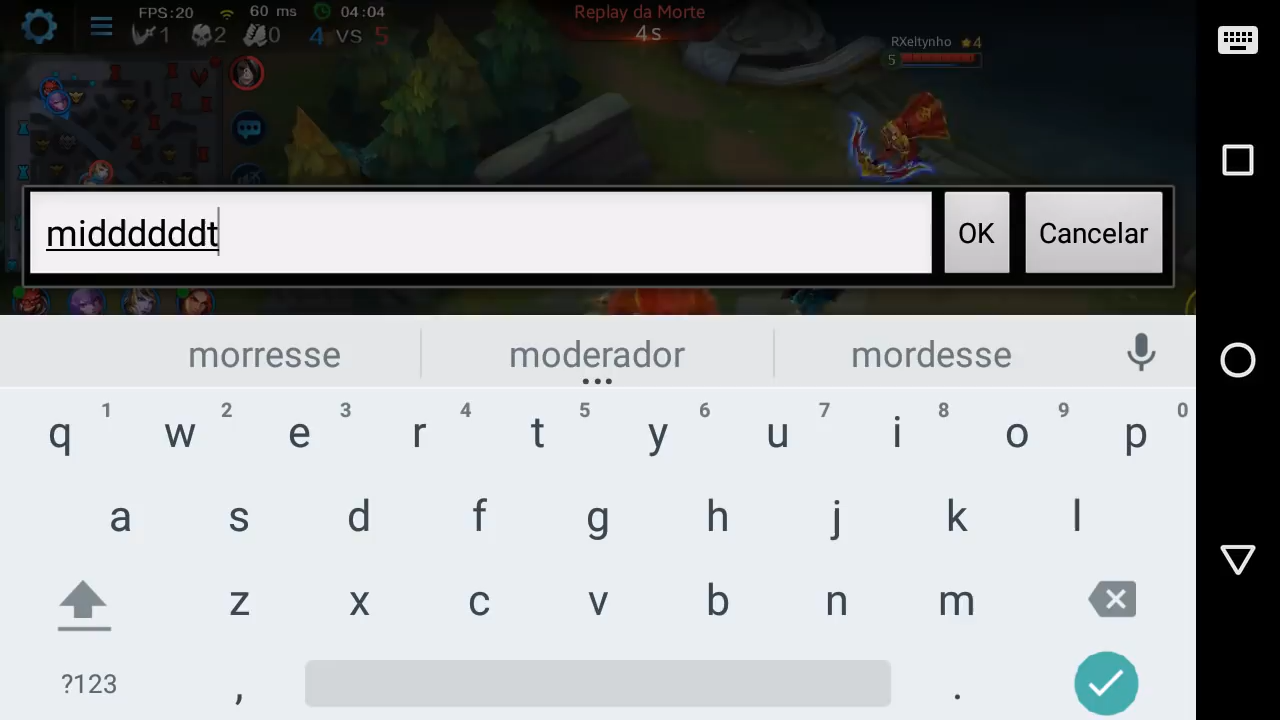 FPS:20 60 ms 04:04
1 2 0 4 VS 5
Replay da Morte
4s
RXeltynho 4
5
middddddt
OK
Cancelar
morresse
moderador
mordesse
1 2 3 4 5 6 7 8 9 0
q w e r t y u i o p
a s d f g h j k l
z x c v b n m
?123 , .